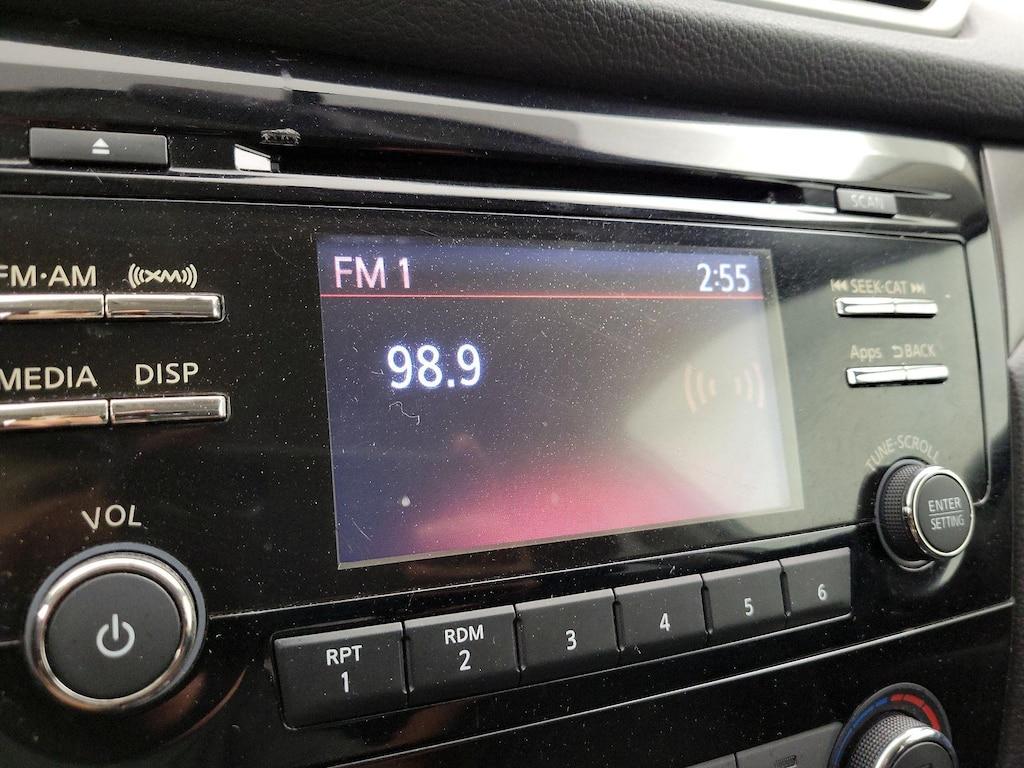 SCAN
FM·AM
((XM))
FM 1
2:55
SEEK·CAT
98.9
MEDIA
DISP
Apps
BACK
TUNE·SCROLL
ENTER
SETTING
VOL
RPT
1
RDM
2
3
4
5
6